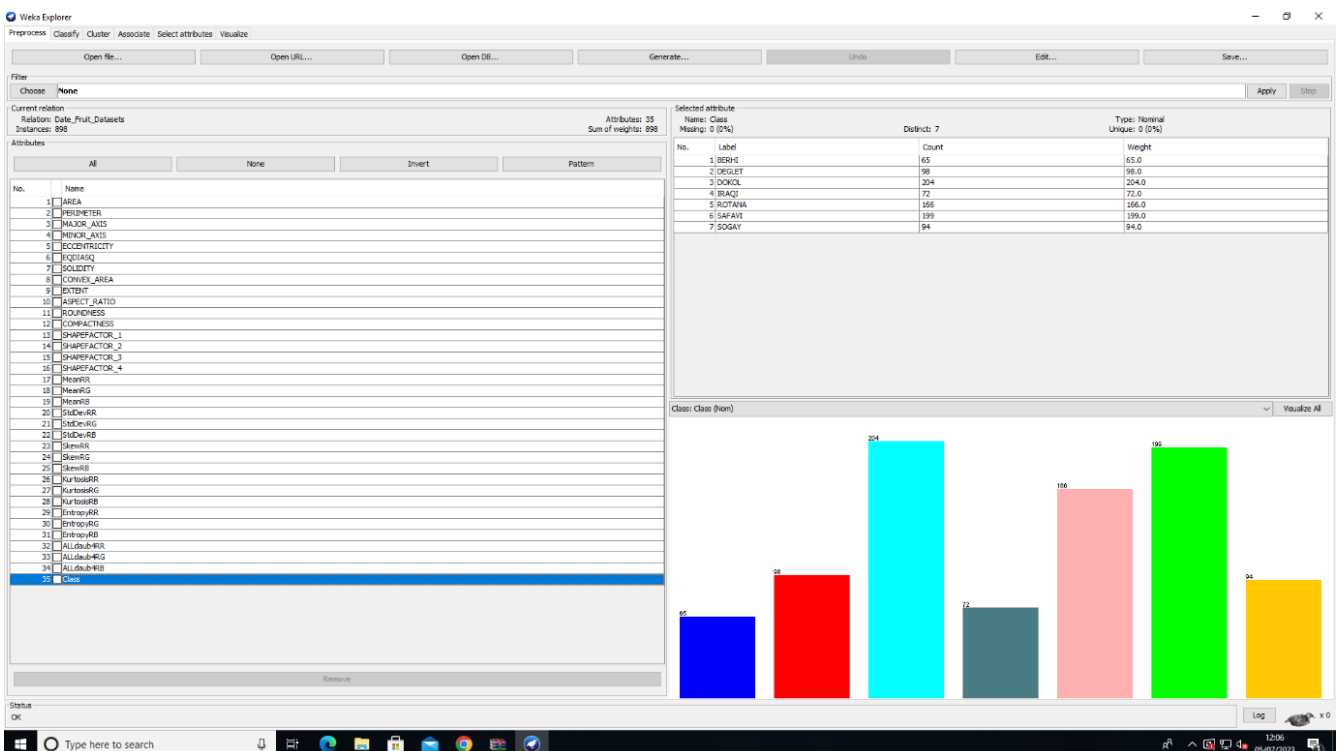 Weka Explorer
Preprocess Classify Cluster Associate Select attributes Visualize
Open file... Open URL... Open DB... Generate... Undo Edit... Save...
Filter
Choose None Apply Stop
Current relation
Relation: Date_Fruit_Datasets Attributes: 35
Instances: 898 Sum of weights: 898
Attributes
All None Invert Pattern
No. Name
1 AREA
2 PERIMETER
3 MAJOR_AXIS
4 MINOR_AXIS
5 ECCENTRICITY
6 EQDIASQ
7 SOLIDITY
8 CONVEX_AREA
9 EXTENT
10 ASPECT_RATIO
11 ROUNDNESS
12 COMPACTNESS
13 SHAPEFACTOR_1
14 SHAPEFACTOR_2
15 SHAPEFACTOR_3
16 SHAPEFACTOR_4
17 MeanRR
18 MeanRG
19 MeanRB
20 StdDevRR
21 StdDevRG
22 StdDevRB
23 SkewRR
24 SkewRG
25 SkewRB
26 KurtosisRR
27 KurtosisRG
28 KurtosisRB
29 EntropyRR
30 EntropyRG
31 EntropyRB
32 ALLdaub4RR
33 ALLdaub4RG
34 ALLdaub4RB
35 Class
Remove
Selected attribute
Name: Class Type: Nominal
Missing: 0 (0%) Distinct: 7 Unique: 0 (0%)
No. Label Count Weight
1 BERHI 65 65.0
2 DEGLET 98 98.0
3 DOKOL 204 204.0
4 IRAQI 72 72.0
5 ROTANA 166 166.0
6 SAFAVI 199 199.0
7 SOGAY 94 94.0
Class: Class (Nom) Visualize All
65 98 204 72 166 199 94
Status
OK
Log x 0
Type here to search
12:06
05/07/2023